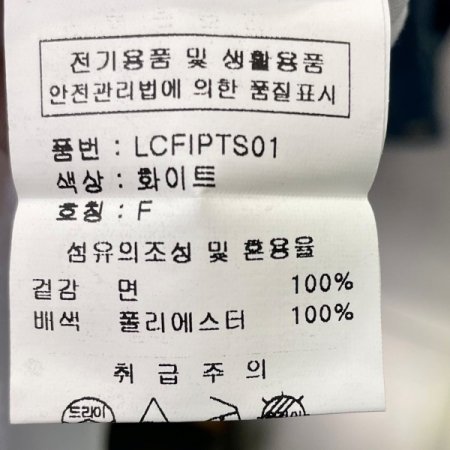 전기용품 및 생활용품
안전관리법에 의한 품질표시
품번 : LCFIPTS01
색상 : 화이트
호칭 : F
섬유의조성 및 혼용율
겉감 면 100%
배색 폴리에스터 100%
취급주의
드라이